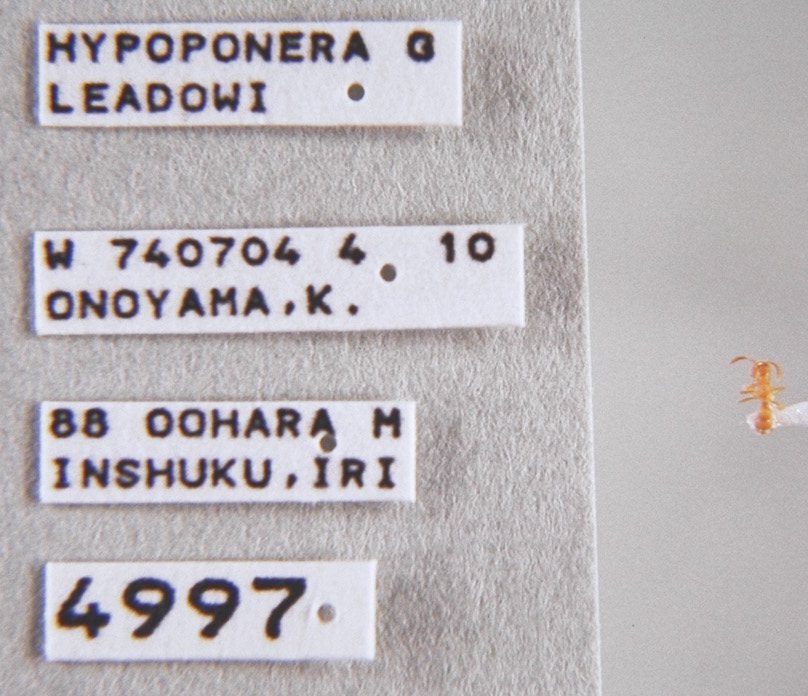 HYPOPONERA G
LEADOWI
W 740704 4. 10
ONOYAMA,K.
88 OOHARA M
INSHUKU,IRI
4997